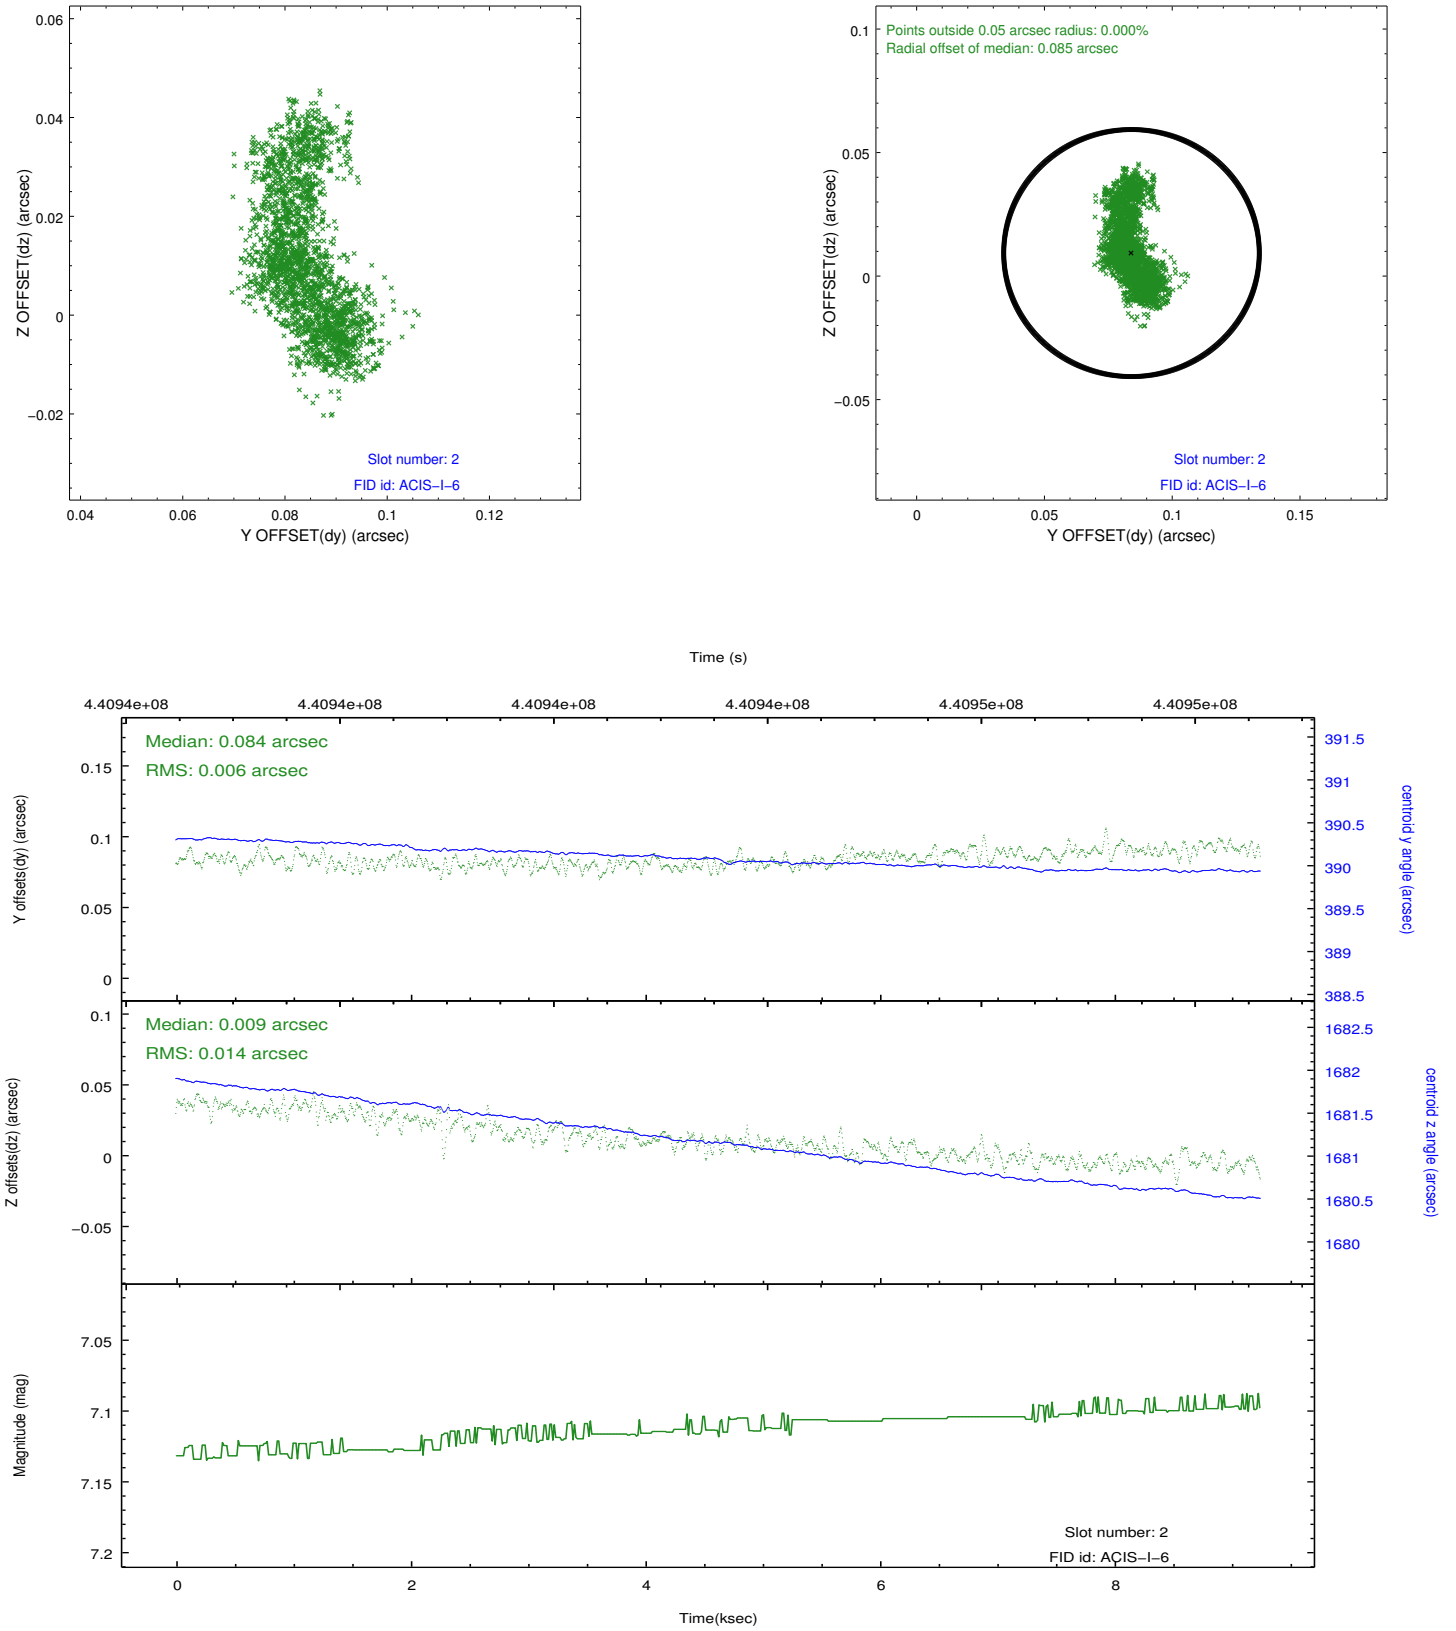 0.06
0.04
0.02
0
−0.02
0.04
0.06
0.08
0.1
0.12
Z OFFSET(dz) (arcsec)
Y OFFSET(dy) (arcsec)
Slot number: 2
FID id: ACIS−I−6
Points outside 0.05 arcsec radius: 0.000%
Radial offset of median: 0.085 arcsec
0.1
0.05
0
−0.05
0
0.05
0.1
0.15
Z OFFSET(dz) (arcsec)
Y OFFSET(dy) (arcsec)
Slot number: 2
FID id: ACIS−I−6
Time (s)
4.4094e+08
4.4094e+08
4.4094e+08
4.4094e+08
4.4095e+08
4.4095e+08
Median: 0.084 arcsec
RMS: 0.006 arcsec
0.15
0.1
0.05
0
Y offsets(dy) (arcsec)
391.5
391
390.5
390
389.5
389
388.5
centroid y angle (arcsec)
Median: 0.009 arcsec
RMS: 0.014 arcsec
0.1
0.05
0
−0.05
Z offsets(dz) (arcsec)
1682.5
1682
1681.5
1681
1680.5
1680
centroid z angle (arcsec)
7.05
7.1
7.15
7.2
Magnitude (mag)
Slot number: 2
FID id: ACIS−I−6
0
2
4
6
8
Time(ksec)